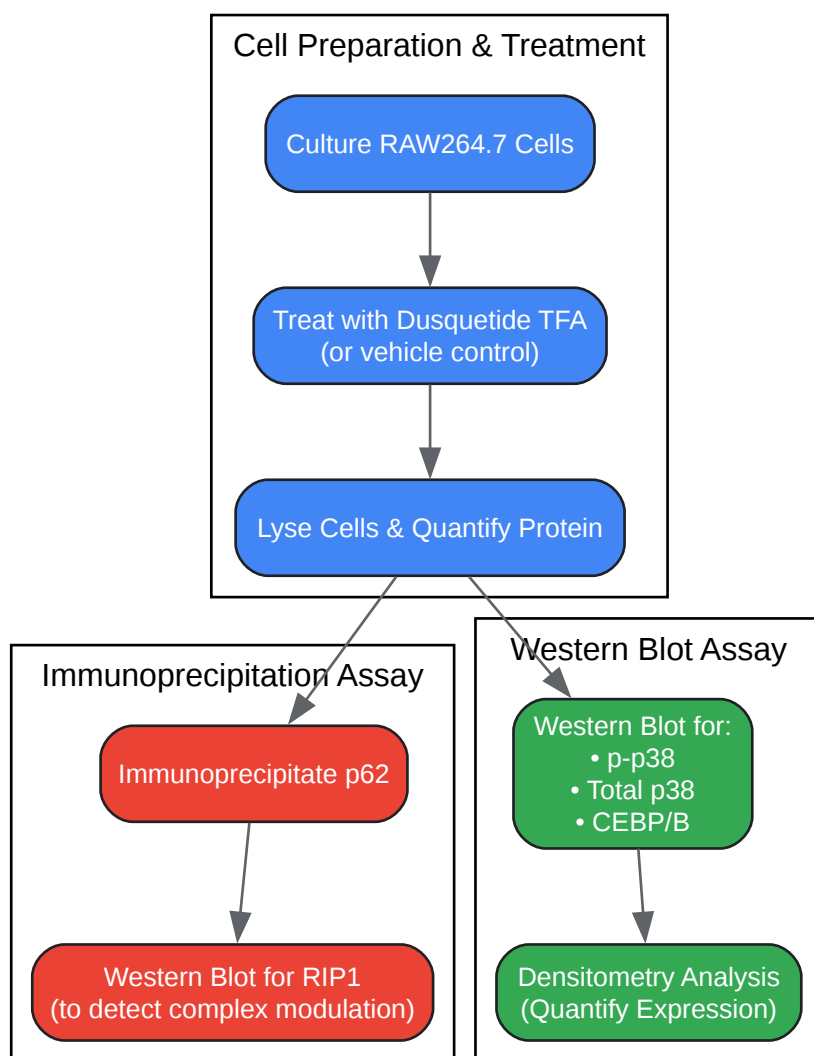 Cell Preparation & Treatment
Culture RAW264.7 Cells
Treat with Dusquetide TFA
(or vehicle control)
Lyse Cells & Quantify Protein
Immunoprecipitation Assay
Immunoprecipitate p62
Western Blot for RIP1
(to detect complex modulation)
Western Blot Assay
Western Blot for:
• p-p38
• Total p38
• CEBP/B
Densitometry Analysis
(Quantify Expression)